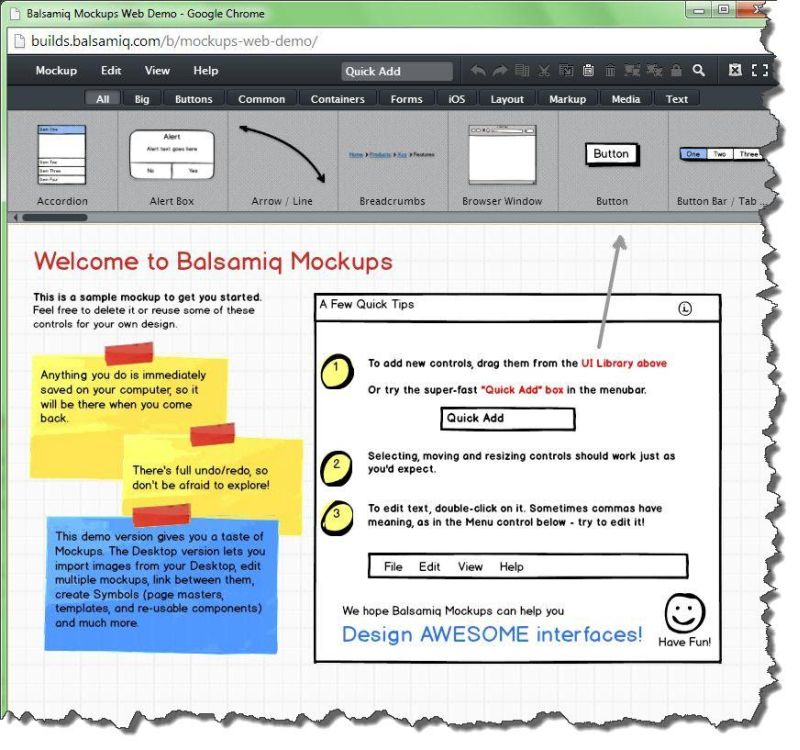 Balsamiq Mockups Web Demo - Google Chrome
builds.balsamiq.com/b/mockups-web-demo/
Mockup Edit View Help Quick Add
All Big Buttons Common Containers Forms iOS Layout Markup Media Text
Item One
Item Two
Item Three
Item Four
Alert
Alert text goes here
No Yes
Home > Products > Xyz > Features
Button
One Two Three
Accordion Alert Box Arrow / Line Breadcrumbs Browser Window Button Button Bar / Tab ...
Welcome to Balsamiq Mockups
This is a sample mockup to get you started.
Feel free to delete it or reuse some of these
controls for your own design.
Anything you do is immediately
saved on your computer, so it
will be there when you come
back.
There's full undo/redo, so
don't be afraid to explore!
This demo version gives you a taste of
Mockups. The Desktop version lets you
import images from your Desktop, edit
multiple mockups, link between them,
create Symbols (page masters,
templates, and re-usable components)
and much more.
A Few Quick Tips i
1
To add new controls, drag them from the UI Library above
Or try the super-fast "Quick Add" box in the menubar.
Quick Add
2
Selecting, moving and resizing controls should work just as
you'd expect.
3
To edit text, double-click on it. Sometimes commas have
meaning, as in the Menu control below - try to edit it!
File Edit View Help
We hope Balsamiq Mockups can help you
Design AWESOME interfaces!
Have Fun!